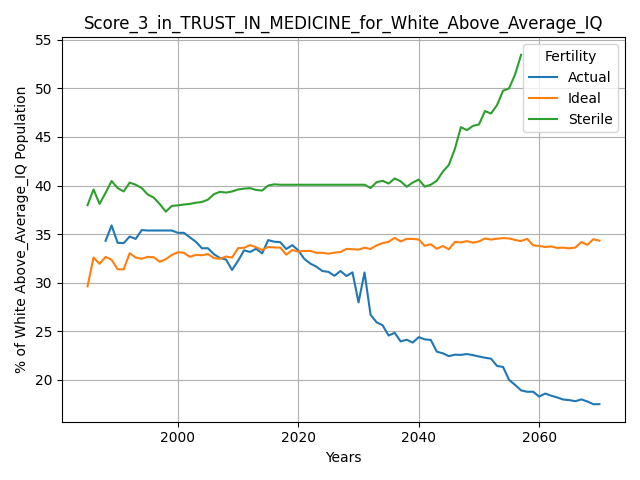 Score_3_in_TRUST_IN_MEDICINE_for_White_Above_Average_IQ
% of White Above_Average_IQ Population
55
50
45
40
35
30
25
20
Fertility
Actual
Ideal
Sterile
2000
2020
2040
2060
Years